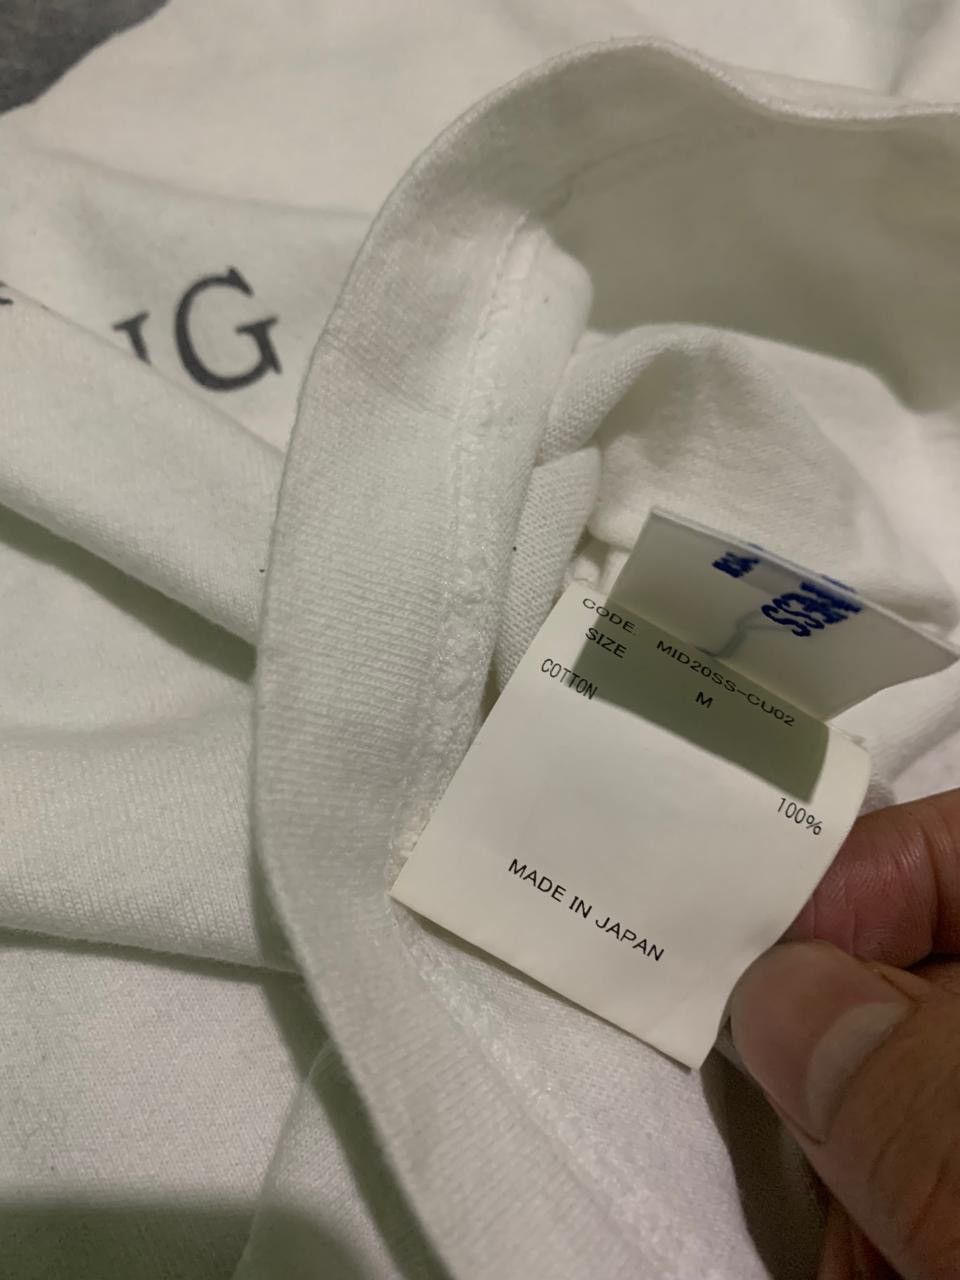 G
CODE. MID20SS-CU02
SIZE M
COTTON 100%
MADE IN JAPAN